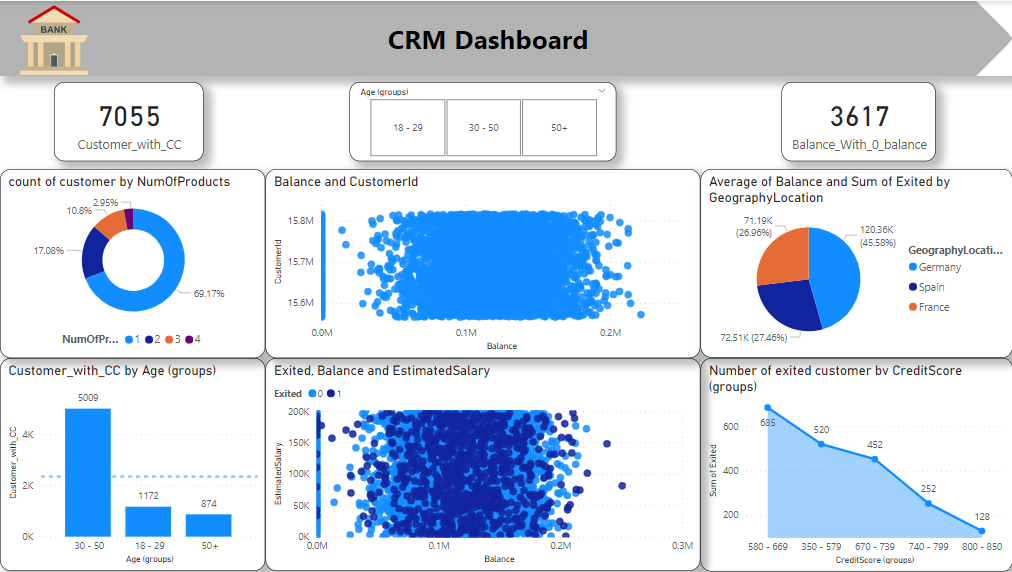 BANK
CRM Dashboard
7055
Customer_with_CC
Age (groups)
18 - 29
30 - 50
50+
3617
Balance_With_0_balance
count of customer by NumOfProducts
2.95%
10.8%
17.08%
69.17%
NumOfPr... 1 2 3 4
Balance and CustomerId
CustomerId
15.8M
15.7M
15.6M
0.0M 0.1M 0.2M
Balance
Average of Balance and Sum of Exited by
GeographyLocation
71.19K
(26.96%)
120.36K
(45.58%)
72.51K (27.46%)
GeographyLocati...
Germany
Spain
France
Customer_with_CC by Age (groups)
Customer_with_CC
4K
2K
0K
5009
1172
874
30 - 50 18 - 29 50+
Age (groups)
Exited, Balance and EstimatedSalary
Exited 0 1
EstimatedSalary
200K
150K
100K
50K
0K
0.0M 0.1M 0.2M 0.3M
Balance
Number of exited customer by CreditScore
(groups)
Sum of Exited
600
400
200
685
520
452
252
128
580 - 669 350 - 579 670 - 739 740 - 799 800 - 850
CreditScore (groups)